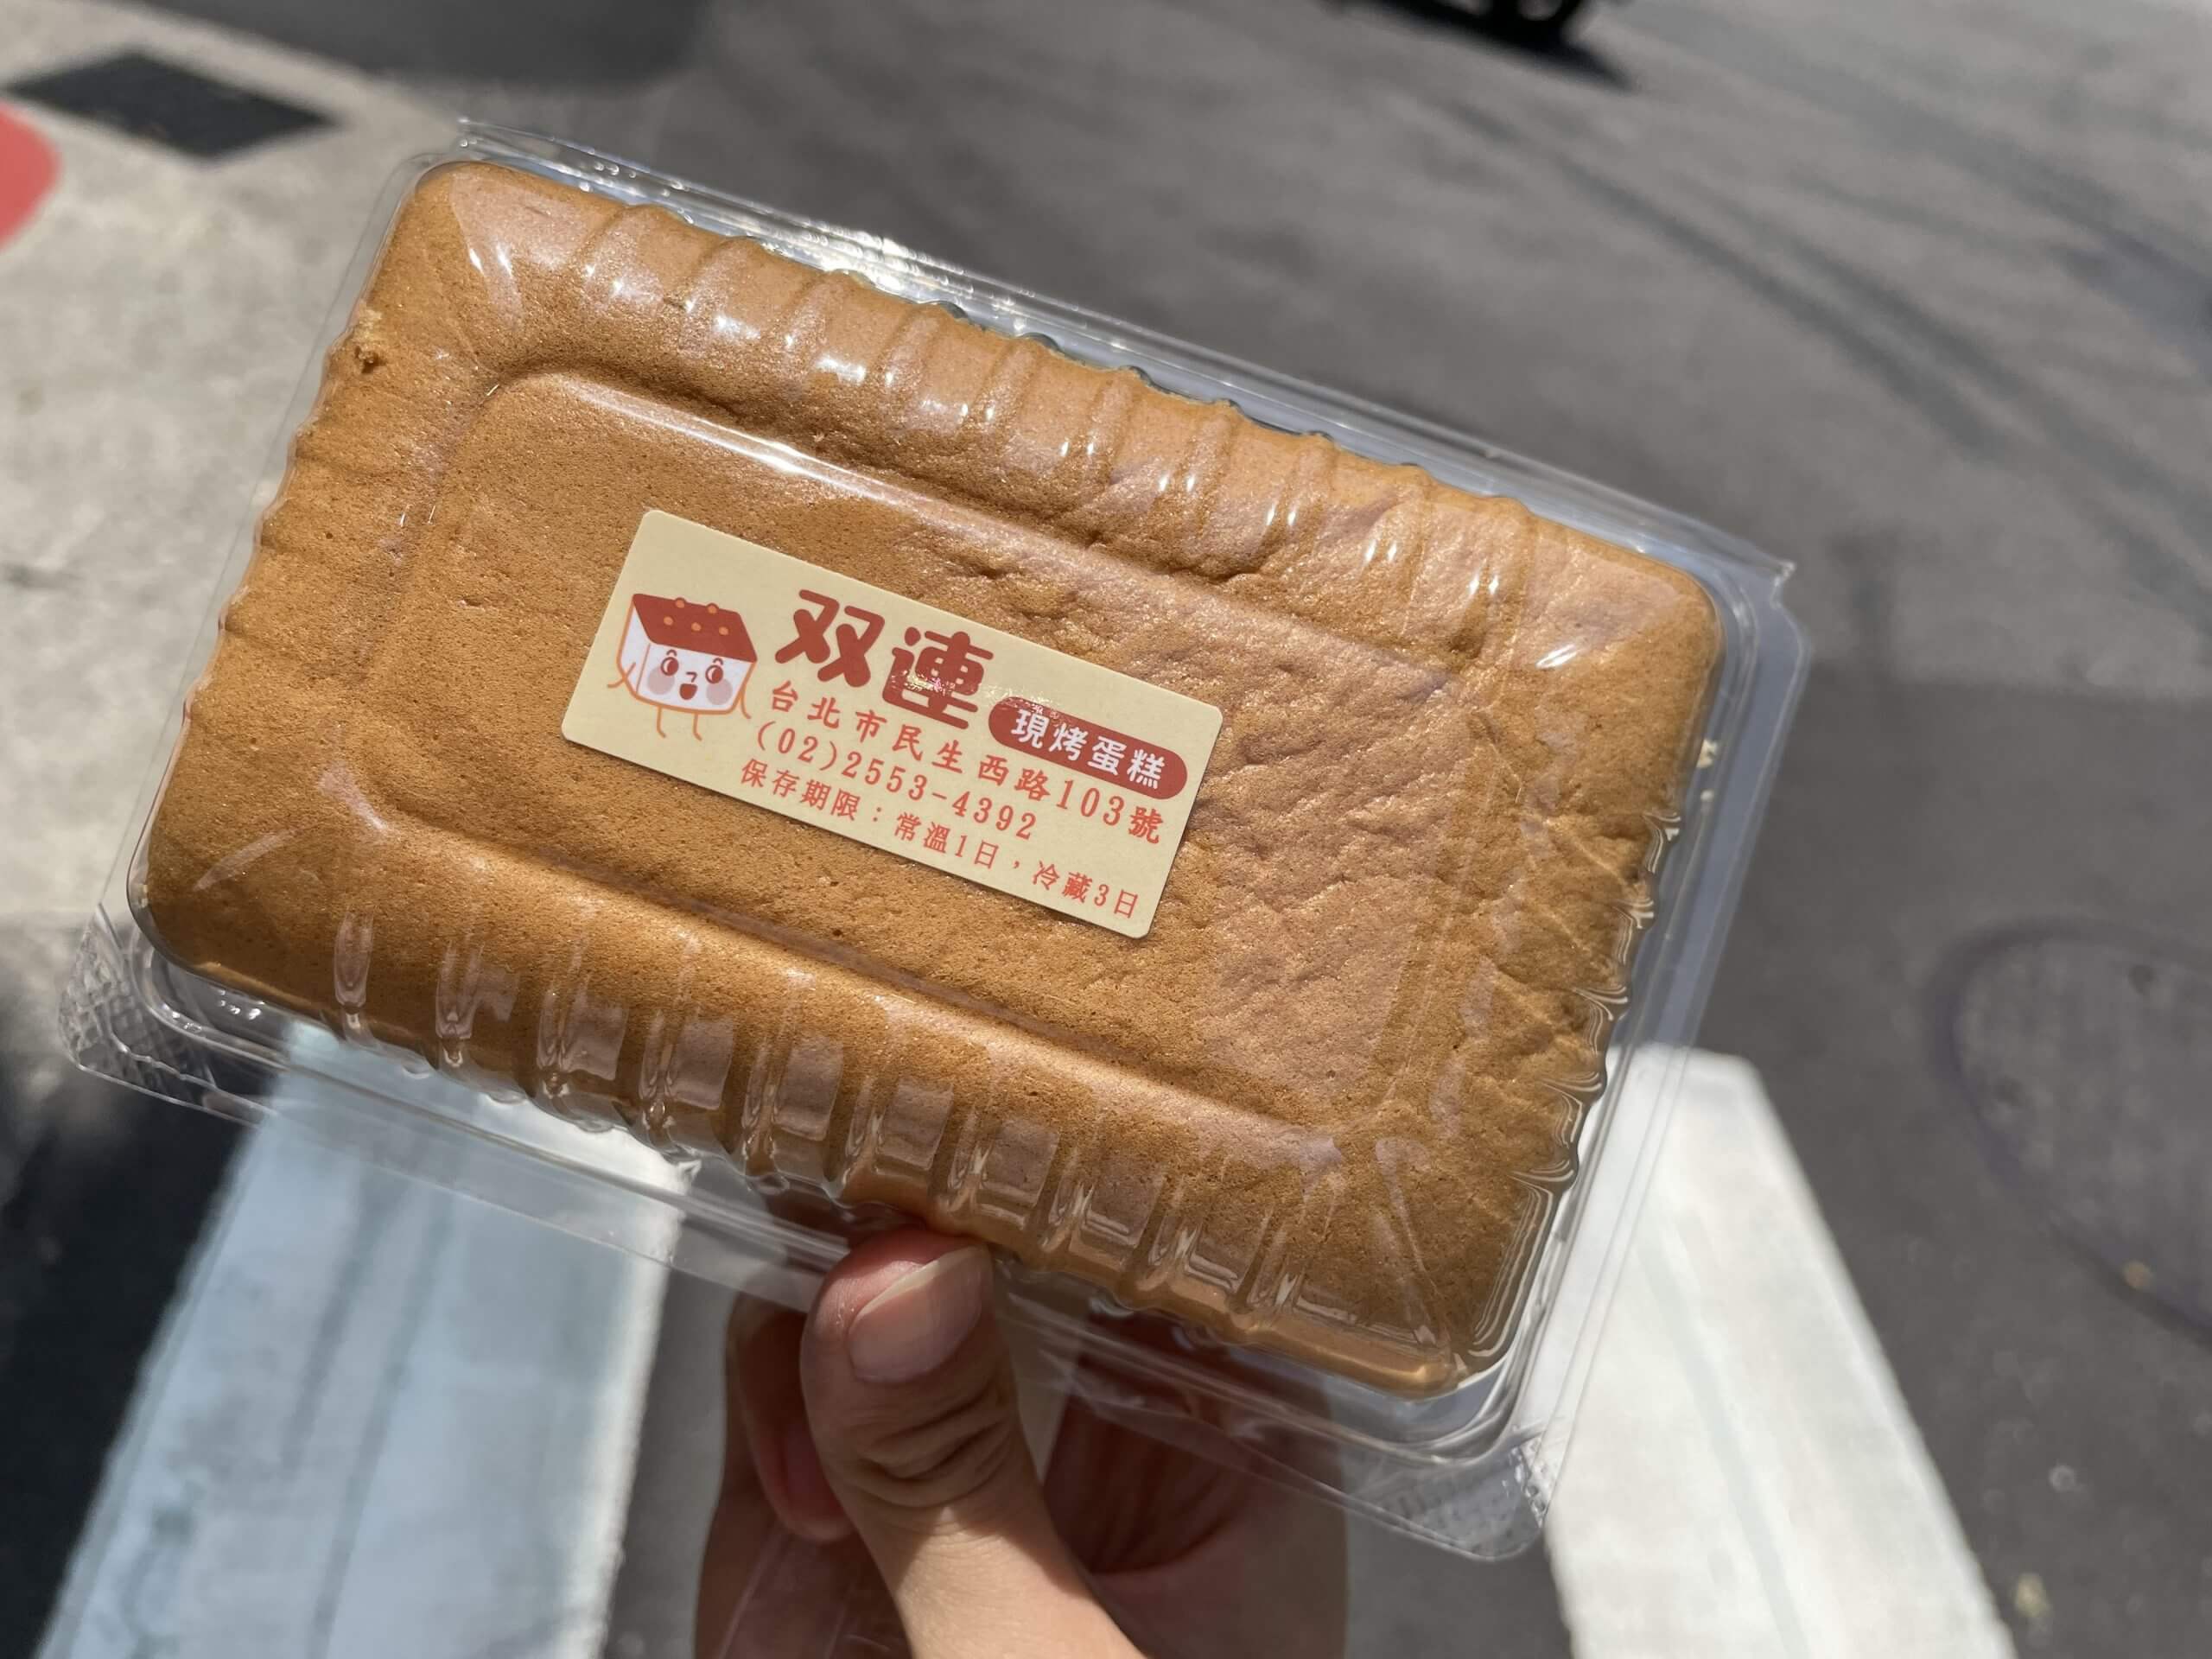 双連 現烤蛋糕
台北市民生西路103號
(02)2553-4392
保存期限：常溫1日，冷藏3日